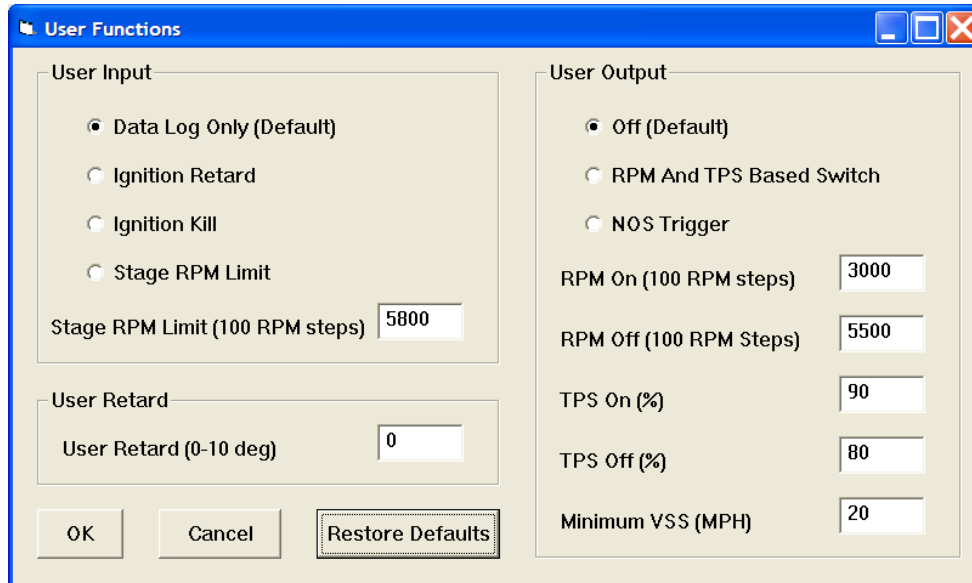 User Functions
User Input
Data Log Only (Default)
Ignition Retard
Ignition Kill
Stage RPM Limit
Stage RPM Limit (100 RPM steps) 5800
User Retard
User Retard (0-10 deg) 0
OK Cancel Restore Defaults
User Output
Off (Default)
RPM And TPS Based Switch
NOS Trigger
RPM On (100 RPM steps) 3000
RPM Off (100 RPM Steps) 5500
TPS On (%) 90
TPS Off (%) 80
Minimum VSS (MPH) 20